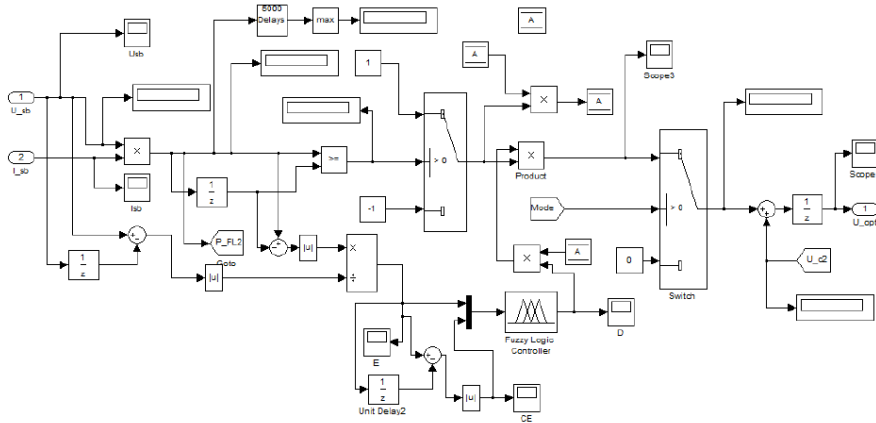 5000
Delays
max
A
A
1
Usb
A
Scope3
1
U_sb
×
×
A
2
I_sb
×
>=
> 0
Product
Isb
1
z
-1
Mode
> 0
1
z
Scope
1
U_opt
P_FL2
Goto
|u|
×
÷
1
z
|u|
×
A
0
U_c2
Switch
E
Fuzzy Logic
Controller
D
1
z
Unit Delay2
|u|
CE